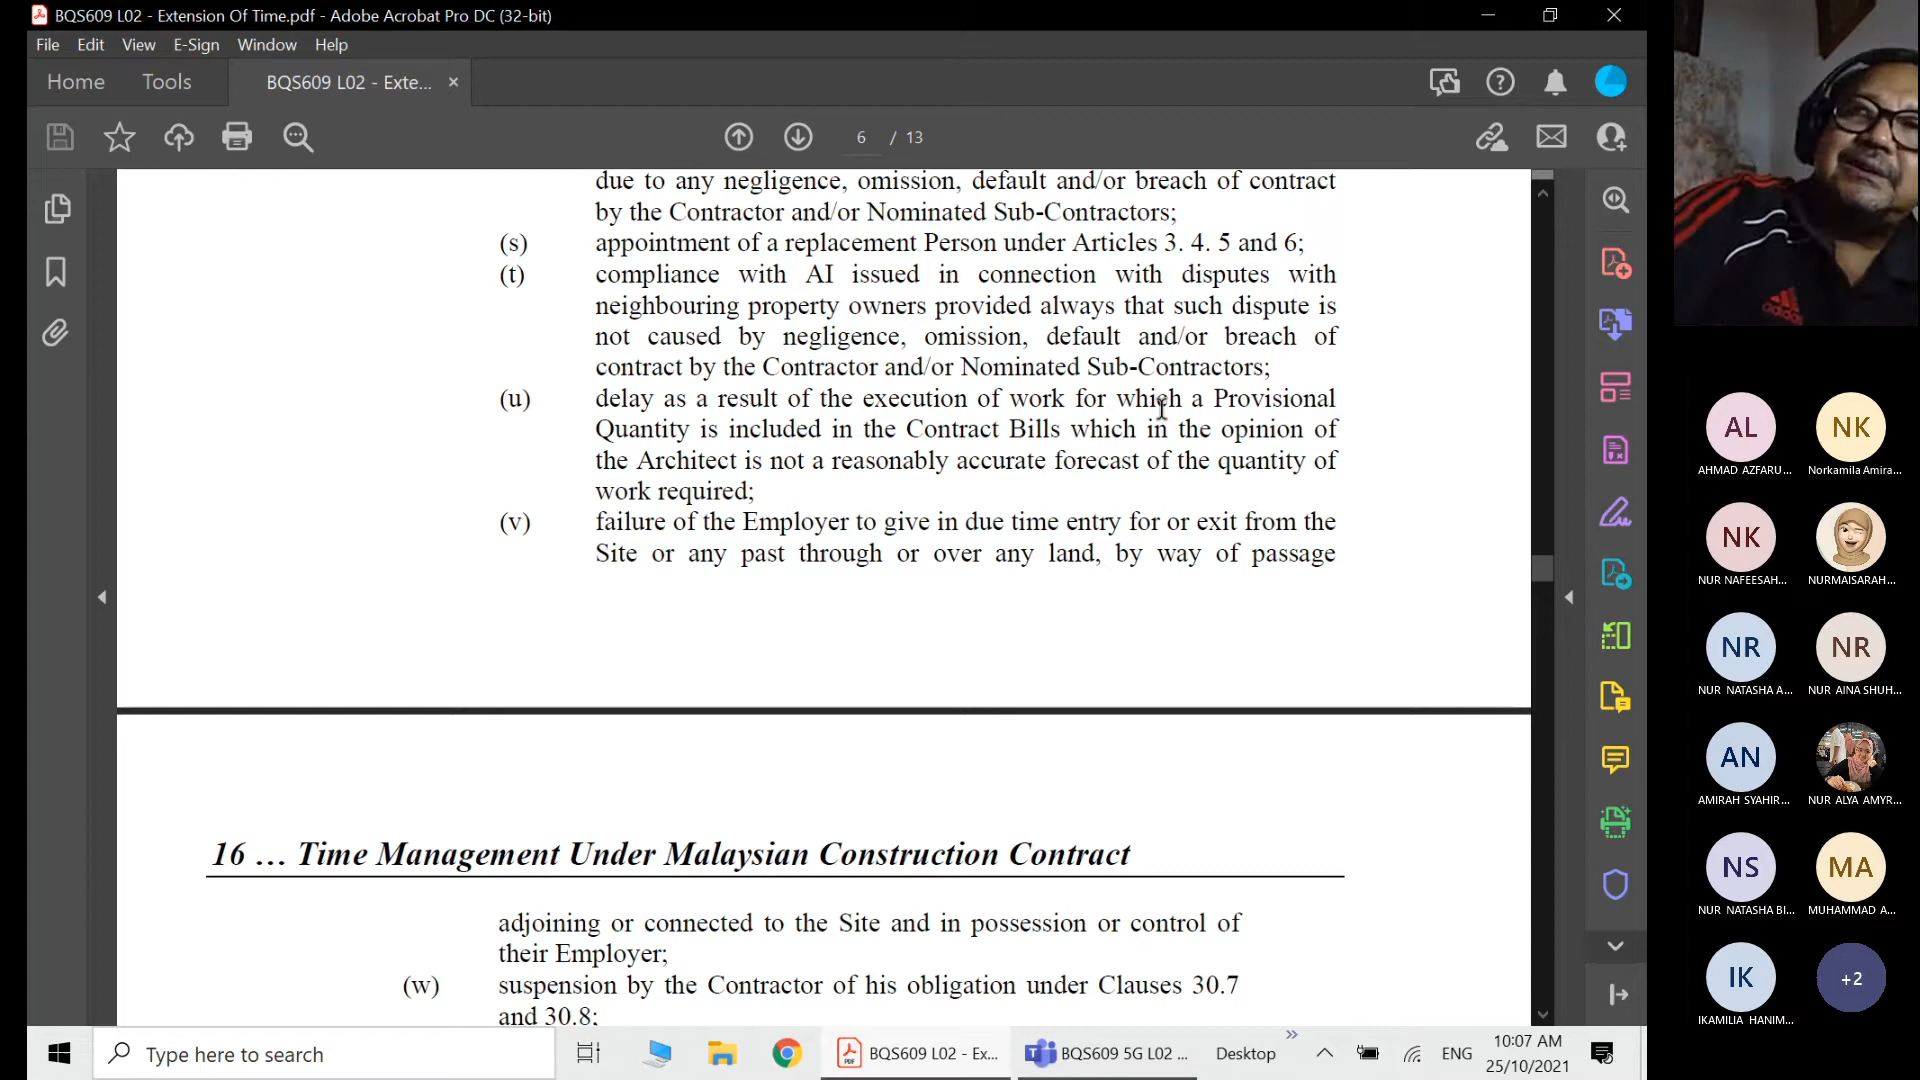 BQS609 L02 - Extension Of Time.pdf - Adobe Acrobat Pro DC (32-bit)
File Edit View E-Sign Window Help
Home Tools BQS609 L02 - Exte... ×
6 / 13
due to any negligence, omission, default and/or breach of contract
by the Contractor and/or Nominated Sub-Contractors;
(s) appointment of a replacement Person under Articles 3. 4. 5 and 6;
(t) compliance with AI issued in connection with disputes with
neighbouring property owners provided always that such dispute is
not caused by negligence, omission, default and/or breach of
contract by the Contractor and/or Nominated Sub-Contractors;
(u) delay as a result of the execution of work for which a Provisional
Quantity is included in the Contract Bills which in the opinion of
the Architect is not a reasonably accurate forecast of the quantity of
work required;
(v) failure of the Employer to give in due time entry for or exit from the
Site or any past through or over any land, by way of passage
16 … Time Management Under Malaysian Construction Contract
adjoining or connected to the Site and in possession or control of
their Employer;
(w) suspension by the Contractor of his obligation under Clauses 30.7
and 30.8;
AL NK
AHMAD AZFARU... Norkamila Amira...
NK
NUR NAFEESAH... NURMAISARAH...
NR NR
NUR NATASHA A... NUR AINA SHUH...
AN
AMIRAH SYAHIR... NUR ALYA AMYR...
NS MA
NUR NATASHA BI... MUHAMMAD A...
IK +2
IKAMILIA HANIM...
adidas
Type here to search
BQS609 L02 - Ex...
BQS609 5G L02 ...
Desktop
ENG
10:07 AM
25/10/2021